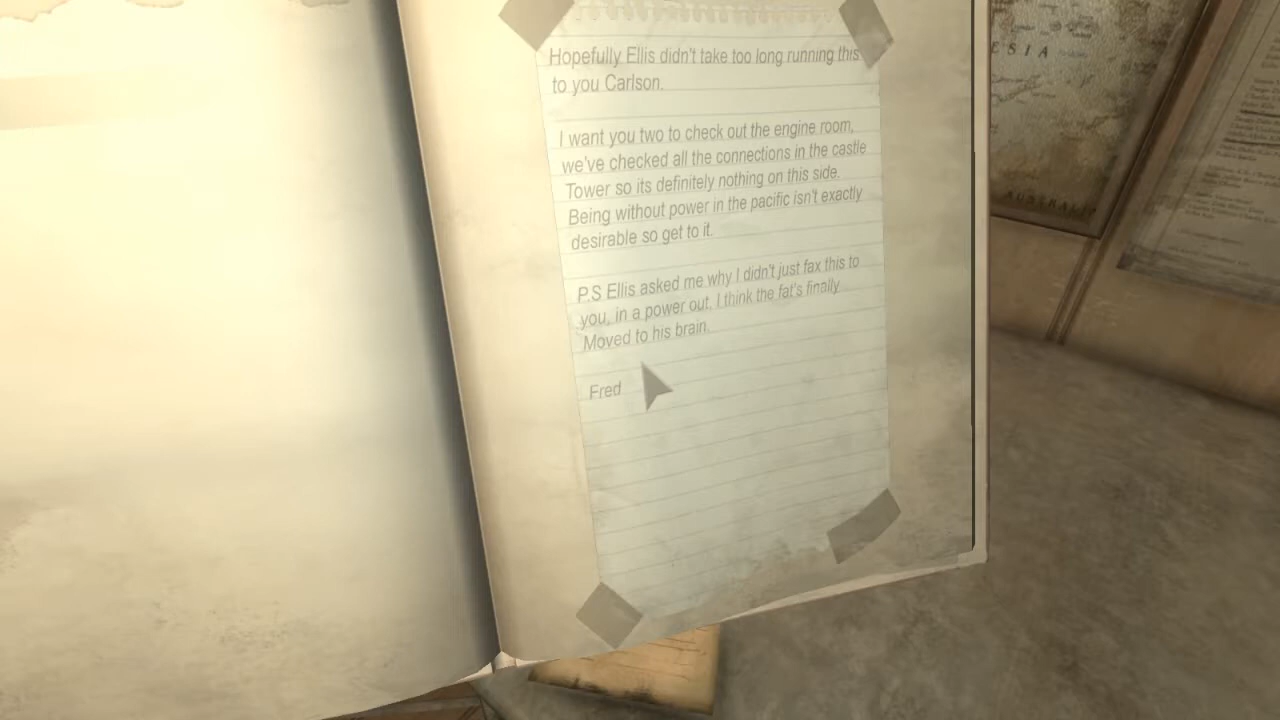 Hopefully Ellis didn't take too long running this
to you Carlson.
I want you two to check out the engine room,
we've checked all the connections in the castle
Tower so its definitely nothing on this side.
Being without power in the pacific isn't exactly
desirable so get to it.
P.S Ellis asked me why I didn't just fax this to
you, in a power out. I think the fat's finally
Moved to his brain.
Fred
ESIA
AUSTRALIA